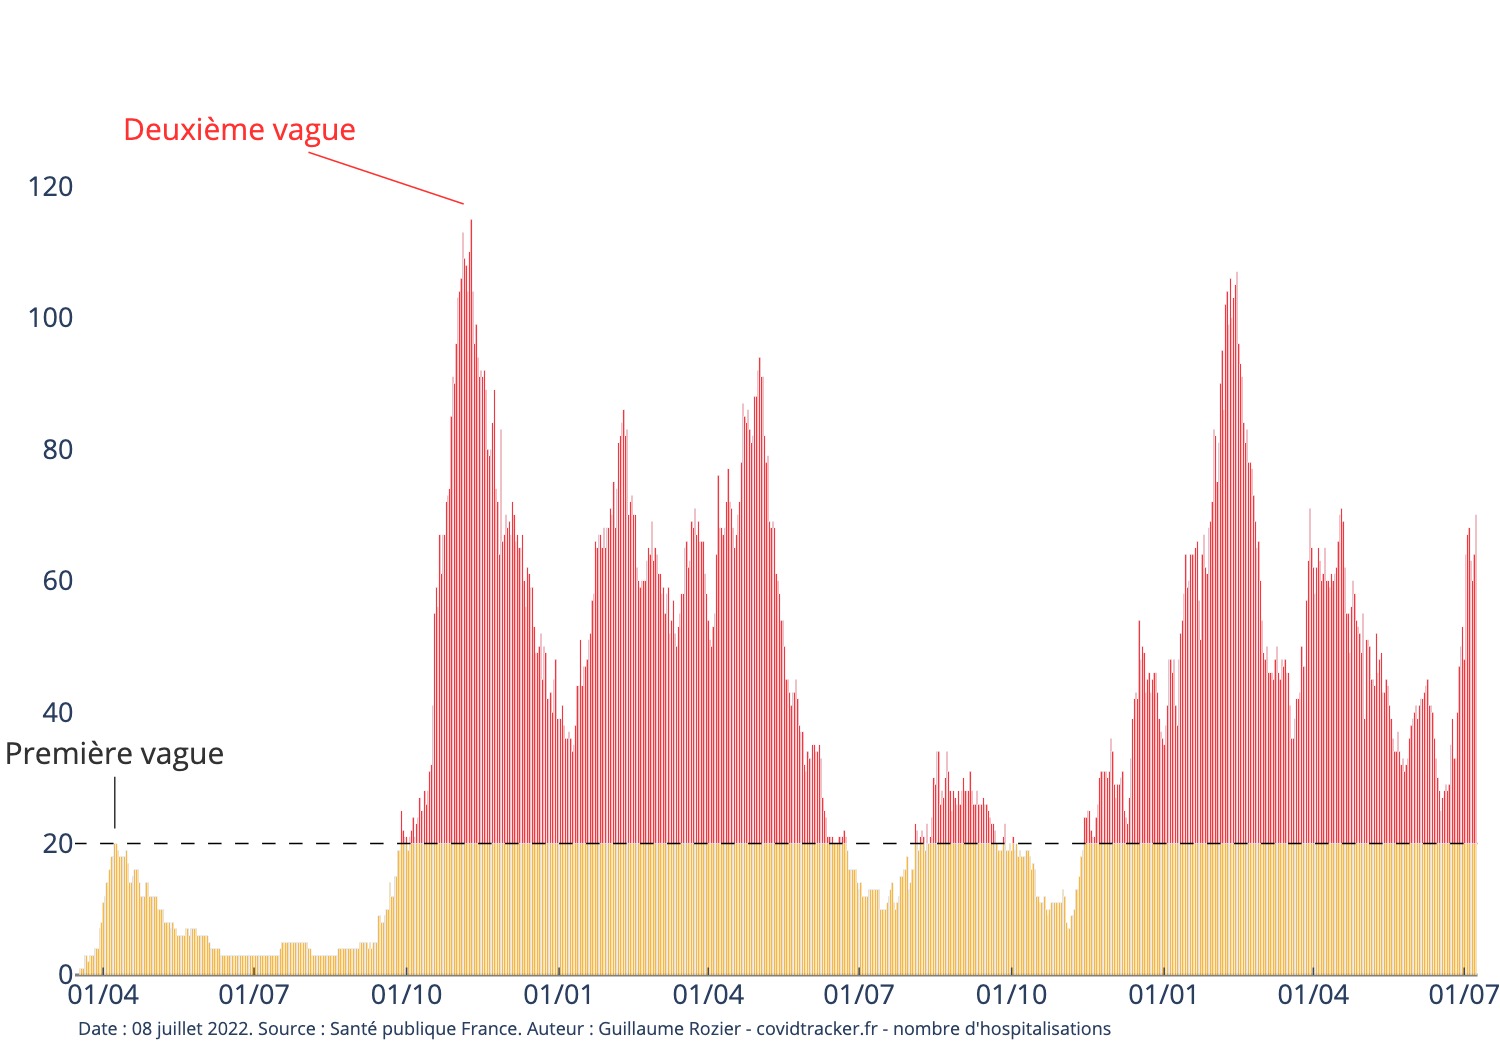 Deuxième vague
120
100
80
60
40
Première vague
20
0
01/04 01/07 01/10 01/01 01/04 01/07 01/10 01/01 01/04 01/07
Date : 08 juillet 2022. Source : Santé publique France. Auteur : Guillaume Rozier - covidtracker.fr - nombre d'hospitalisations